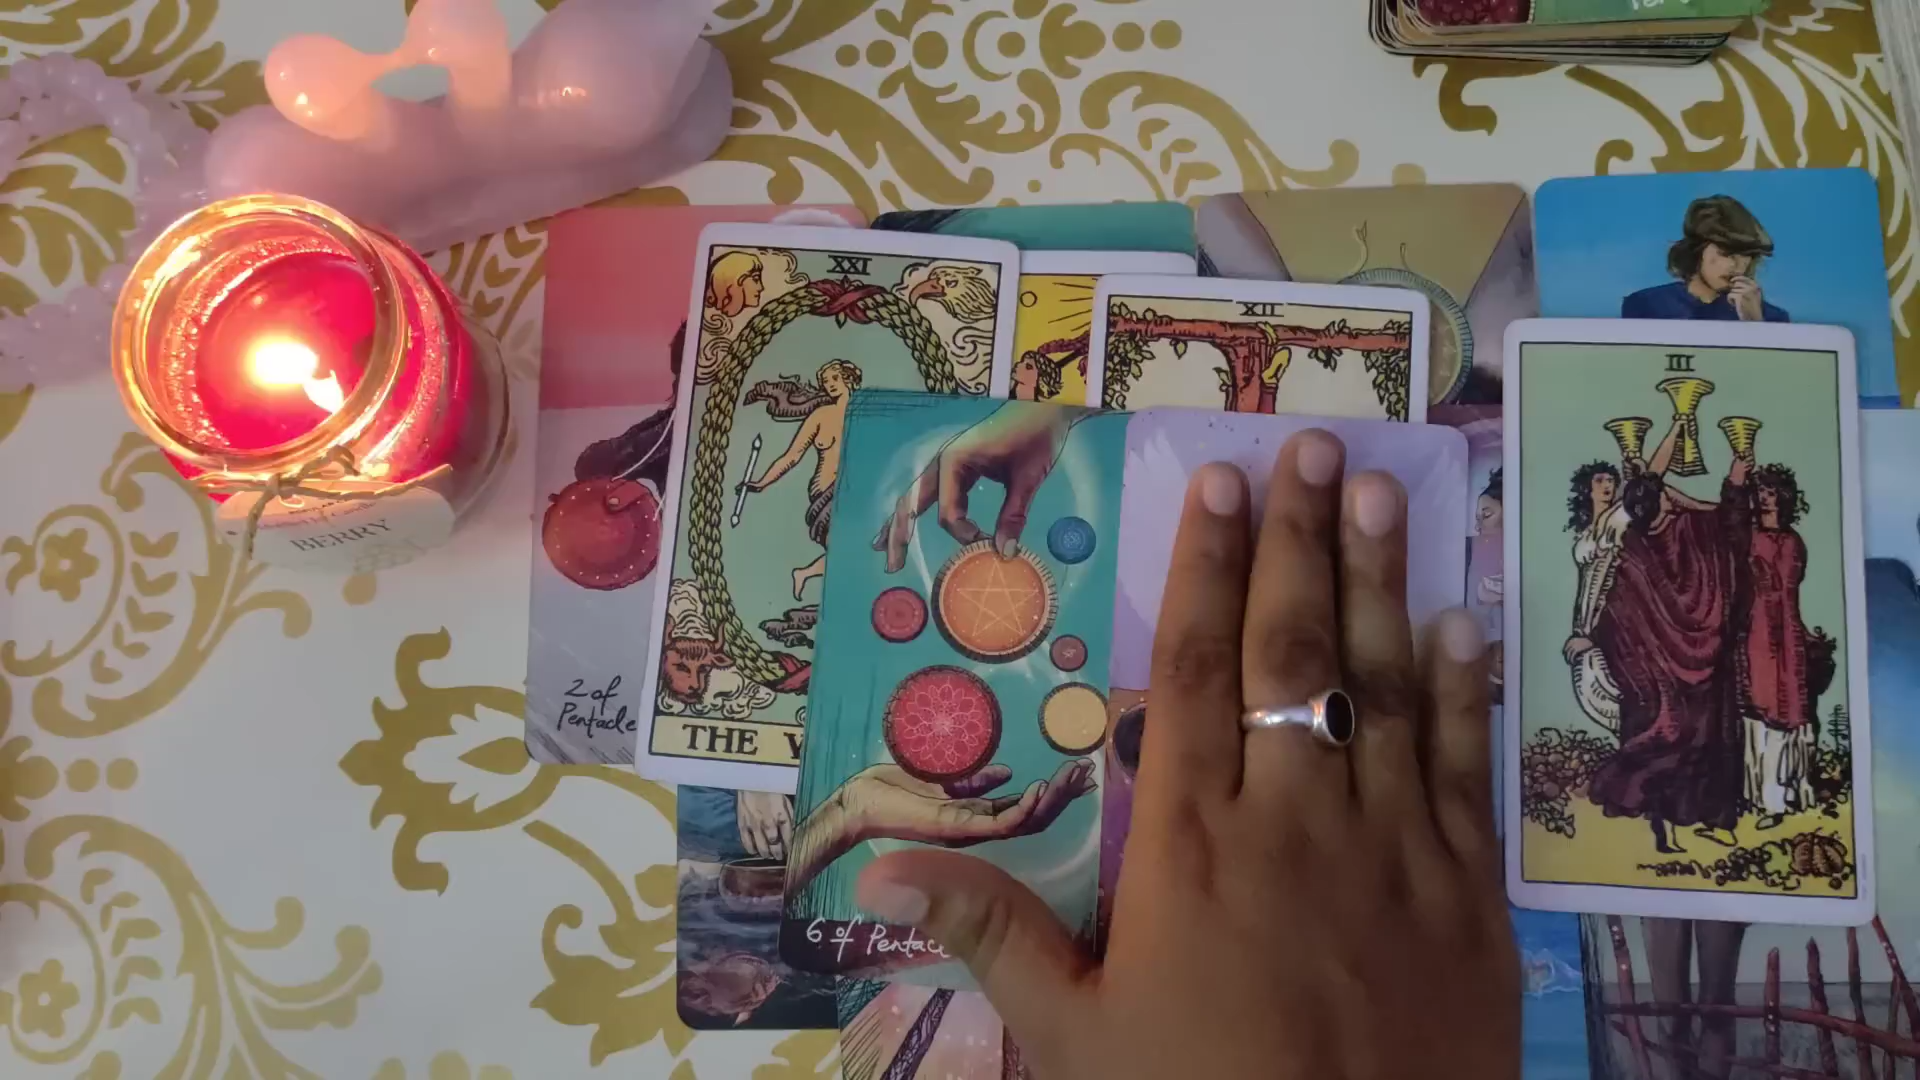 XXI
XII
III
BERRY
2 of
Pentacle
THE
6 of Pentac